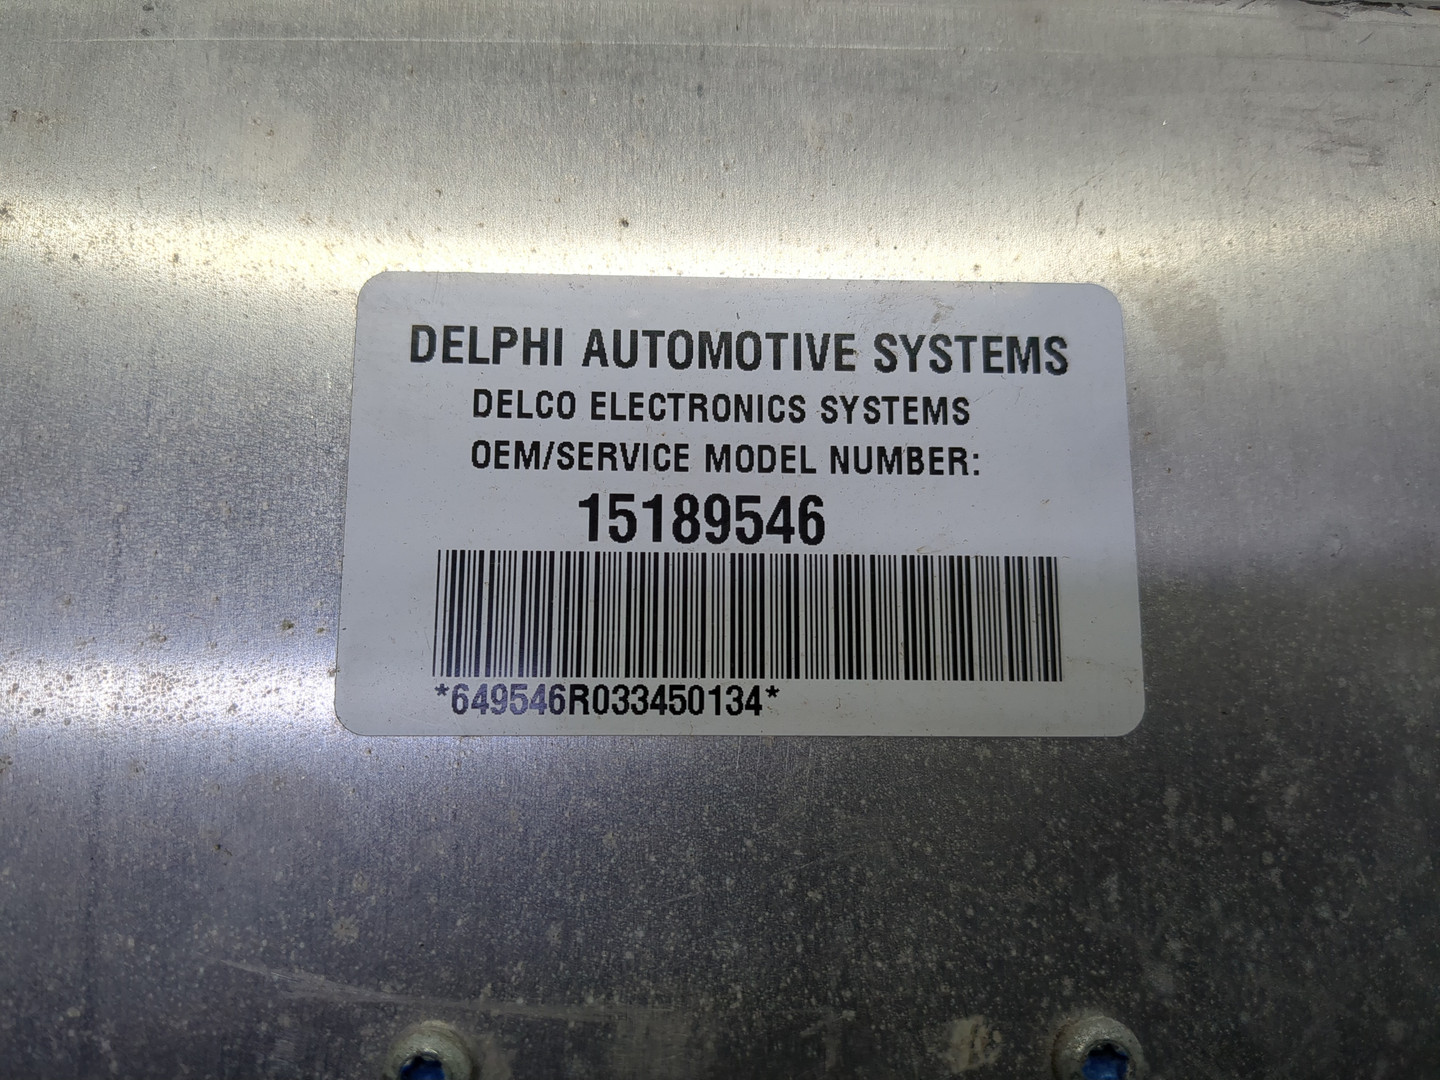 DELPHI AUTOMOTIVE SYSTEMS
DELCO ELECTRONICS SYSTEMS
OEM/SERVICE MODEL NUMBER:
15189546
*649546R033450134*